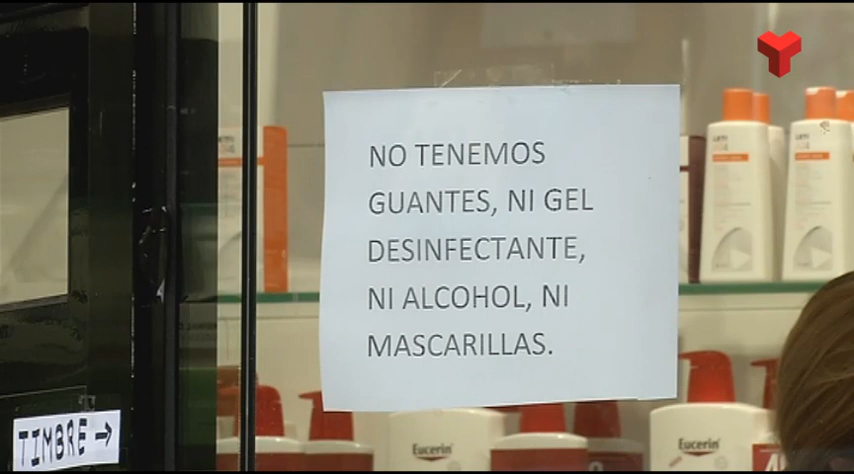 NO TENEMOS
GUANTES, NI GEL
DESINFECTANTE,
NI ALCOHOL, NI
MASCARILLAS.
TIMBRE →
Eucerin
Eucerin